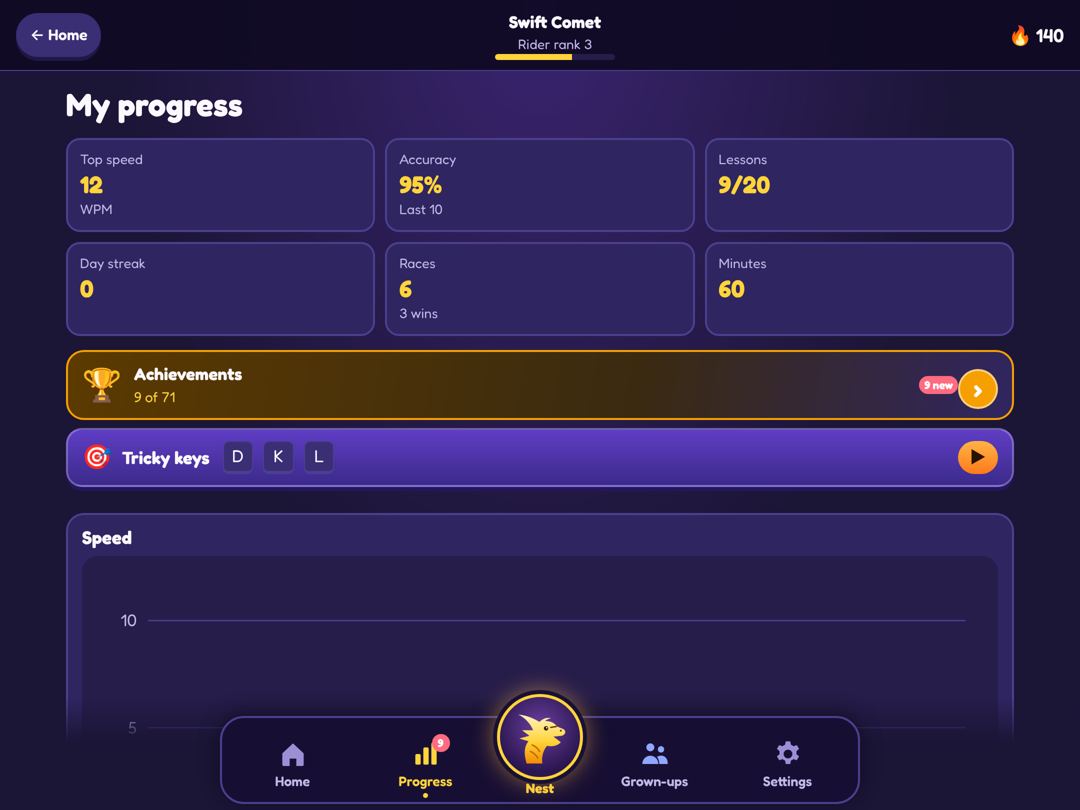 ← Home
Swift Comet
Rider rank 3
140
My progress
Top speed
12
WPM
Accuracy
95%
Last 10
Lessons
9/20
Day streak
0
Races
6
3 wins
Minutes
60
Achievements
9 of 71
9 new
Tricky keys D K L
Speed
10
5
Home
9
Progress
Nest
Grown-ups
Settings